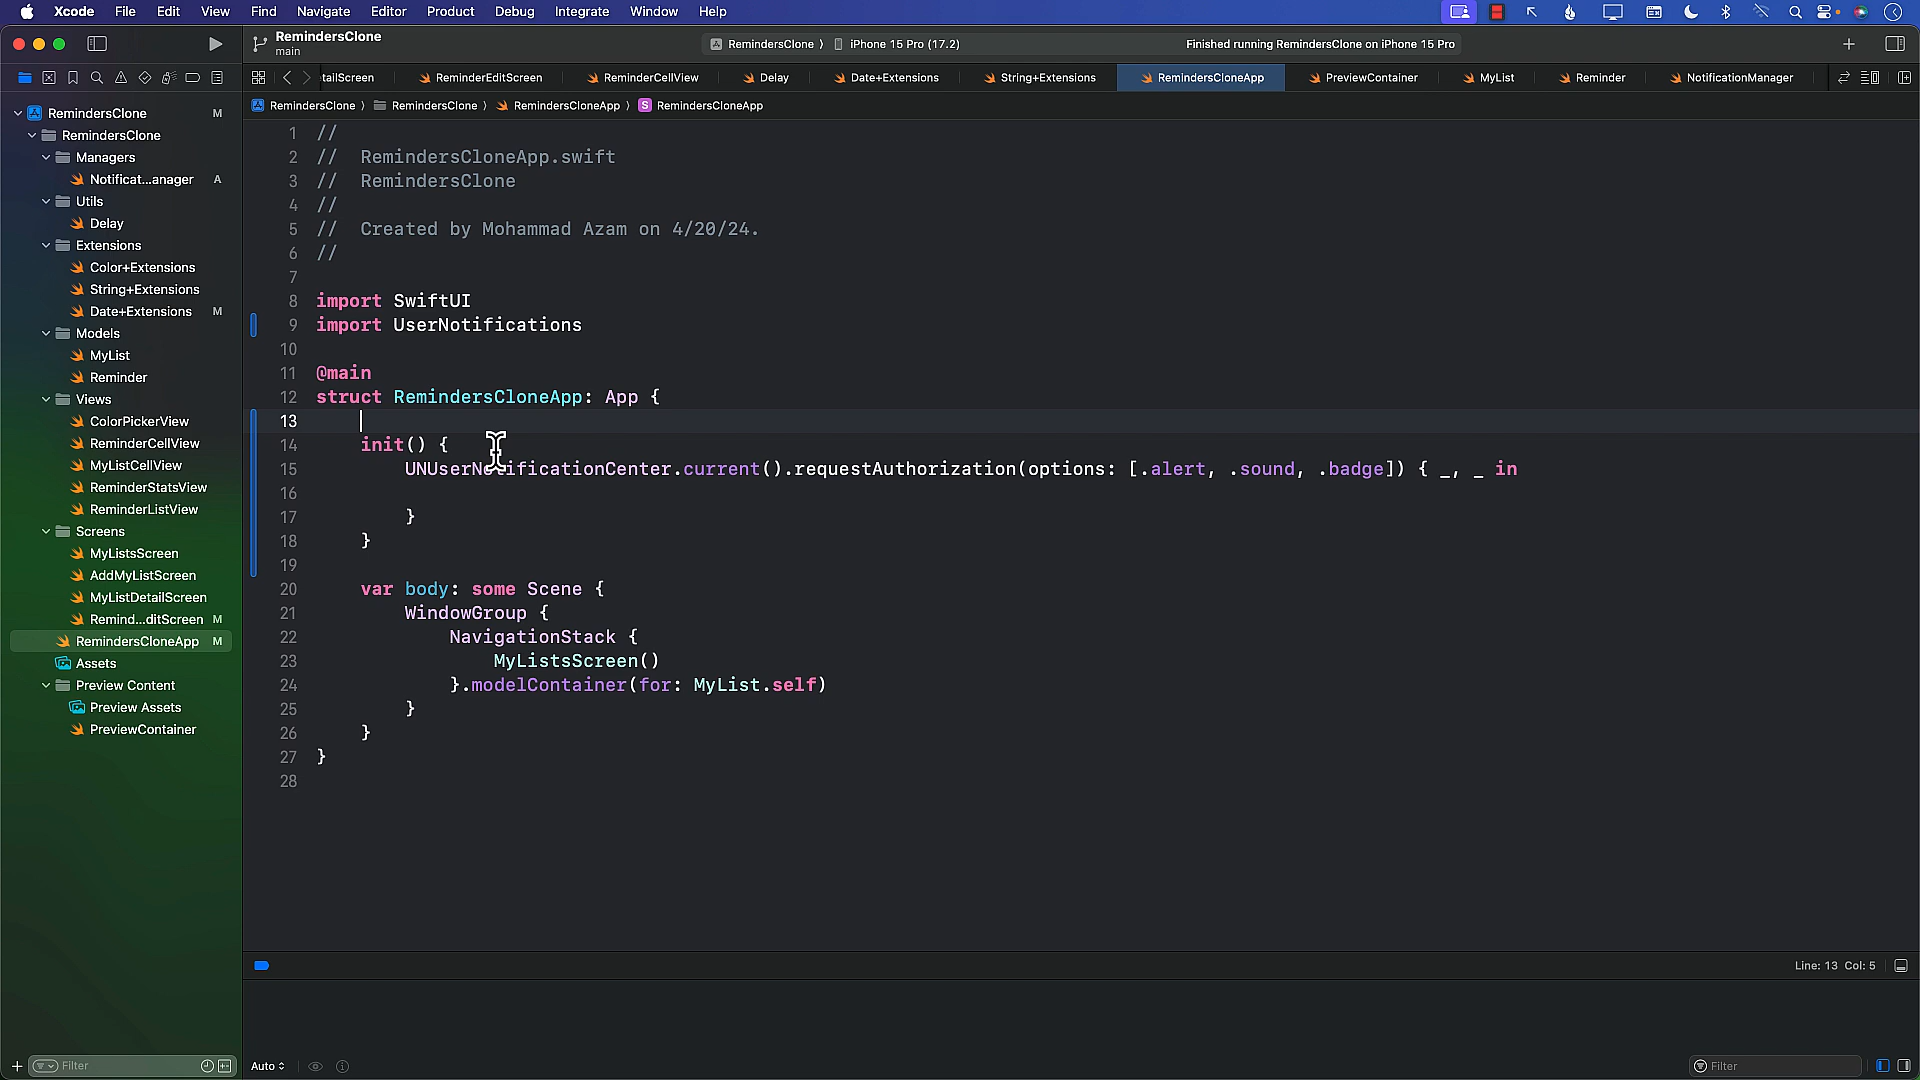 Xcode File Edit View Find Navigate Editor Product Debug Integrate Window Help
RemindersClone
main
RemindersClone 〉 iPhone 15 Pro (17.2)
Finished running RemindersClone on iPhone 15 Pro
tailScreen ReminderEditScreen ReminderCellView Delay Date+Extensions String+Extensions RemindersCloneApp PreviewContainer MyList Reminder NotificationManager
RemindersClone 〉 RemindersClone 〉 RemindersCloneApp 〉 S RemindersCloneApp
RemindersClone M
RemindersClone
Managers
Notificat...anager A
Utils
Delay
Extensions
Color+Extensions
String+Extensions
Date+Extensions M
Models
MyList
Reminder
Views
ColorPickerView
ReminderCellView
MyListCellView
ReminderStatsView
ReminderListView
Screens
MyListsScreen
AddMyListScreen
MyListDetailScreen
Remind...ditScreen M
RemindersCloneApp M
Assets
Preview Content
Preview Assets
PreviewContainer
Filter
1 //
2 // RemindersCloneApp.swift
3 // RemindersClone
4 //
5 // Created by Mohammad Azam on 4/20/24.
6 //
7
8 import SwiftUI
9 import UserNotifications
10
11 @main
12 struct RemindersCloneApp: App {
13
14 init() {
15 UNUserNotificationCenter.current().requestAuthorization(options: [.alert, .sound, .badge]) { _, _ in
16
17 }
18 }
19
20 var body: some Scene {
21 WindowGroup {
22 NavigationStack {
23 MyListsScreen()
24 }.modelContainer(for: MyList.self)
25 }
26 }
27 }
28
Line: 13 Col: 5
Auto
Filter